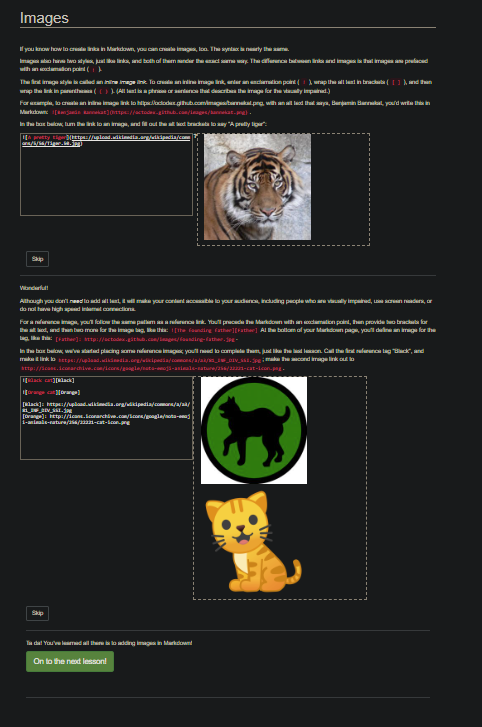 Images
If you know how to create links in Markdown, you can create images, too. The syntax is nearly the same.
Images also have two styles, just like links, and both of them render the exact same way. The difference between links and images is that images are prefaced
with an exclamation point ( ! ).
The first image style is called an inline image link. To create an inline image link, enter an exclamation point ( ! ), wrap the alt text in brackets ( [ ] ), and then
wrap the link in parentheses ( ( ) ). (Alt text is a phrase or sentence that describes the image for the visually impaired.)
For example, to create an inline image link to https://octodex.github.com/images/bannekat.png, with an alt text that says, Benjamin Bannekat, you'd write this in
Markdown: ![Benjamin Bannekat](https://octodex.github.com/images/bannekat.png) .
In the box below, turn the link to an image, and fill out the alt text brackets to say "A pretty tiger":
![A pretty tiger](https://upload.wikimedia.org/wikipedia/comm
ons/5/56/Tiger.50.jpg)
Skip
Wonderful!
Although you don't need to add alt text, it will make your content accessible to your audience, including people who are visually impaired, use screen readers, or
do not have high speed internet connections.
For a reference image, you'll follow the same pattern as a reference link. You'll precede the Markdown with an exclamation point, then provide two brackets for
the alt text, and then two more for the image tag, like this: ![The founding father][Father] At the bottom of your Markdown page, you'll define an image for the
tag, like this: [Father]: http://octodex.github.com/images/founding-father.jpg .
In the box below, we've started placing some reference images; you'll need to complete them, just like the last lesson. Call the first reference tag "Black", and
make it link to https://upload.wikimedia.org/wikipedia/commons/a/a3/81_INF_DIV_SSI.jpg ; make the second image link out to
http://icons.iconarchive.com/icons/google/noto-emoji-animals-nature/256/22221-cat-icon.png .
![Black cat][Black]
![Orange cat][Orange]
[Black]: https://upload.wikimedia.org/wikipedia/commons/a/a3/
81_INF_DIV_SSI.jpg
[Orange]: http://icons.iconarchive.com/icons/google/noto-emoj
i-animals-nature/256/22221-cat-icon.png
Skip
Ta da! You've learned all there is to adding images in Markdown!
On to the next lesson!